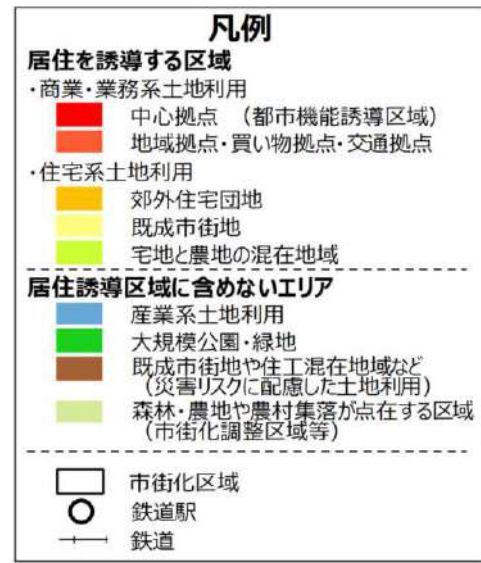 凡例
居住を誘導する区域
・商業・業務系土地利用
中心拠点 （都市機能誘導区域）
地域拠点・買い物拠点・交通拠点
・住宅系土地利用
郊外住宅団地
既成市街地
宅地と農地の混在地域
居住誘導区域に含めないエリア
産業系土地利用
大規模公園・緑地
既成市街地や住工混在地域など
（災害リスクに配慮した土地利用）
森林・農地や農村集落が点在する区域
（市街化調整区域等）
市街化区域
鉄道駅
鉄道